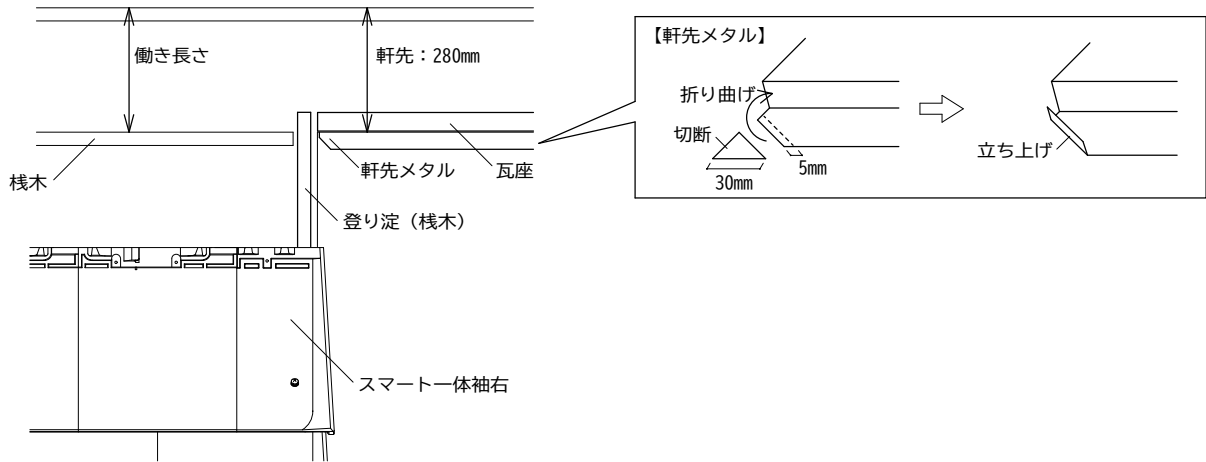 働き長さ
軒先：280mm
桟木
軒先メタル
瓦座
登り淀（桟木）
スマート一体袖右
【軒先メタル】
折り曲げ
切断
30mm
5mm
立ち上げ